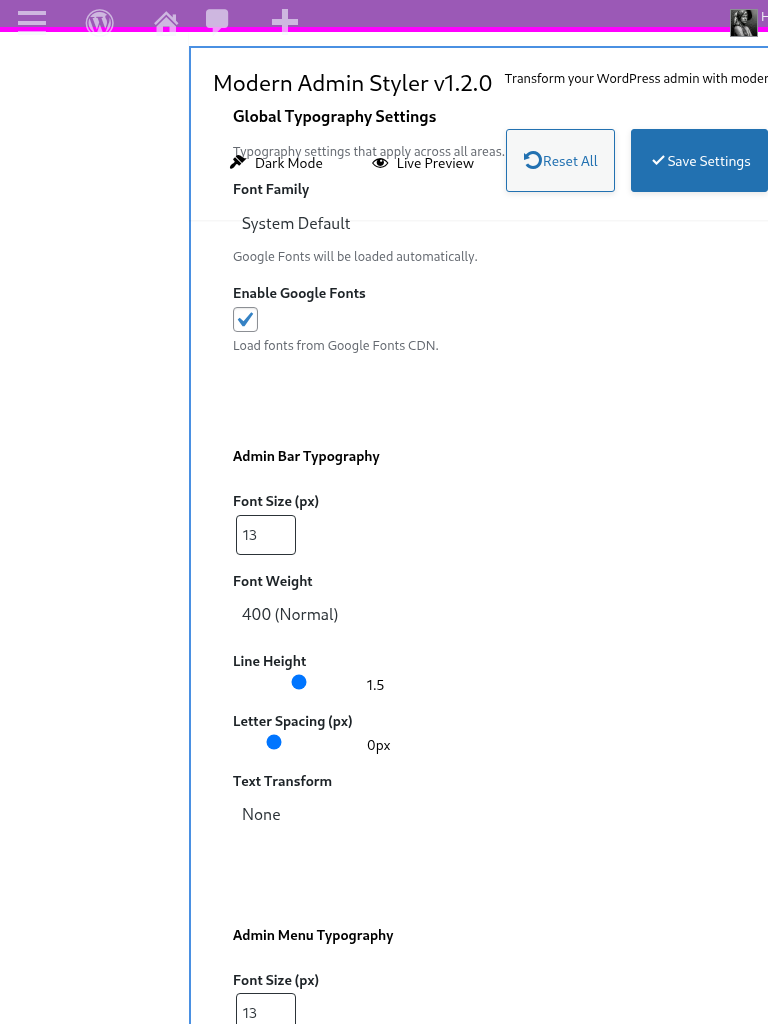 H
Modern Admin Styler v1.2.0
Transform your WordPress admin with moder
Global Typography Settings
Typography settings that apply across all areas.
Dark Mode
Live Preview
Reset All
Save Settings
Font Family
System Default
Google Fonts will be loaded automatically.
Enable Google Fonts
Load fonts from Google Fonts CDN.
Admin Bar Typography
Font Size (px)
13
Font Weight
400 (Normal)
Line Height
1.5
Letter Spacing (px)
0px
Text Transform
None
Admin Menu Typography
Font Size (px)
13